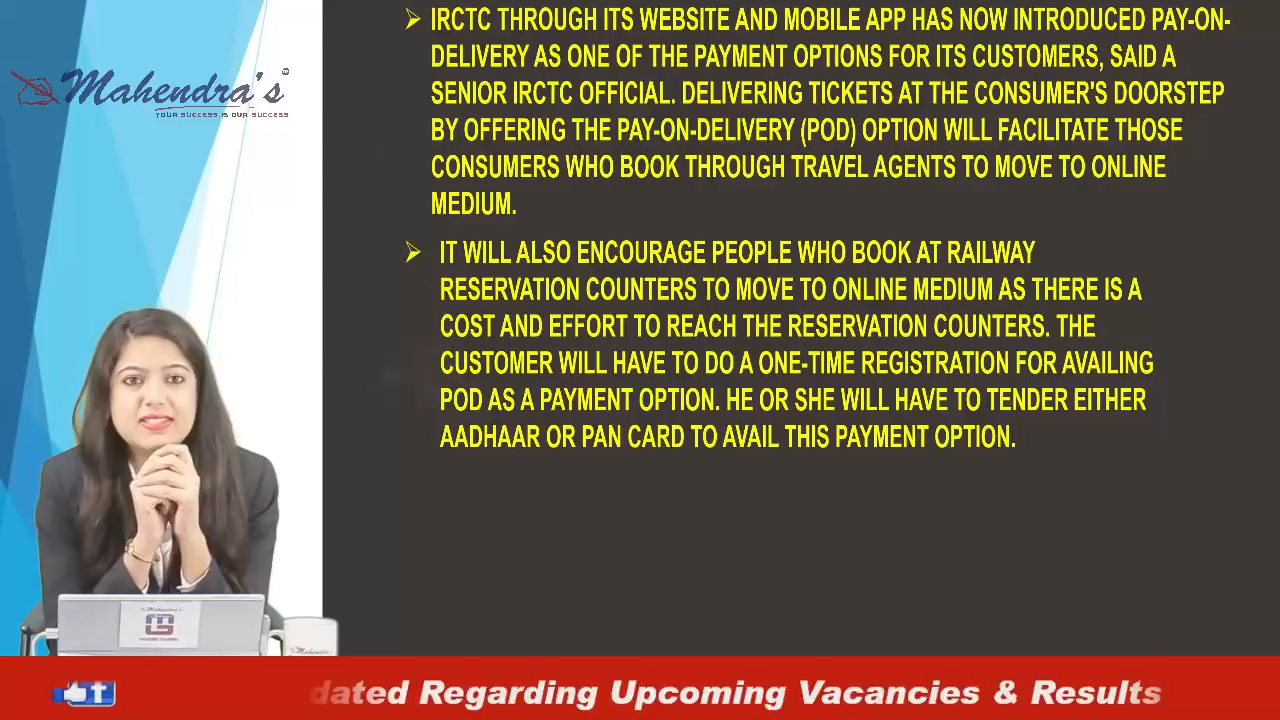 Mahendra's
YOUR SUCCESS IS OUR SUCCESS
IRCTC THROUGH ITS WEBSITE AND MOBILE APP HAS NOW INTRODUCED PAY-ON-
DELIVERY AS ONE OF THE PAYMENT OPTIONS FOR ITS CUSTOMERS, SAID A
SENIOR IRCTC OFFICIAL. DELIVERING TICKETS AT THE CONSUMER'S DOORSTEP
BY OFFERING THE PAY-ON-DELIVERY (POD) OPTION WILL FACILITATE THOSE
CONSUMERS WHO BOOK THROUGH TRAVEL AGENTS TO MOVE TO ONLINE
MEDIUM.
IT WILL ALSO ENCOURAGE PEOPLE WHO BOOK AT RAILWAY
RESERVATION COUNTERS TO MOVE TO ONLINE MEDIUM AS THERE IS A
COST AND EFFORT TO REACH THE RESERVATION COUNTERS. THE
CUSTOMER WILL HAVE TO DO A ONE-TIME REGISTRATION FOR AVAILING
POD AS A PAYMENT OPTION. HE OR SHE WILL HAVE TO TENDER EITHER
AADHAAR OR PAN CARD TO AVAIL THIS PAYMENT OPTION.
Mahendra's
dated Regarding Upcoming Vacancies & Results